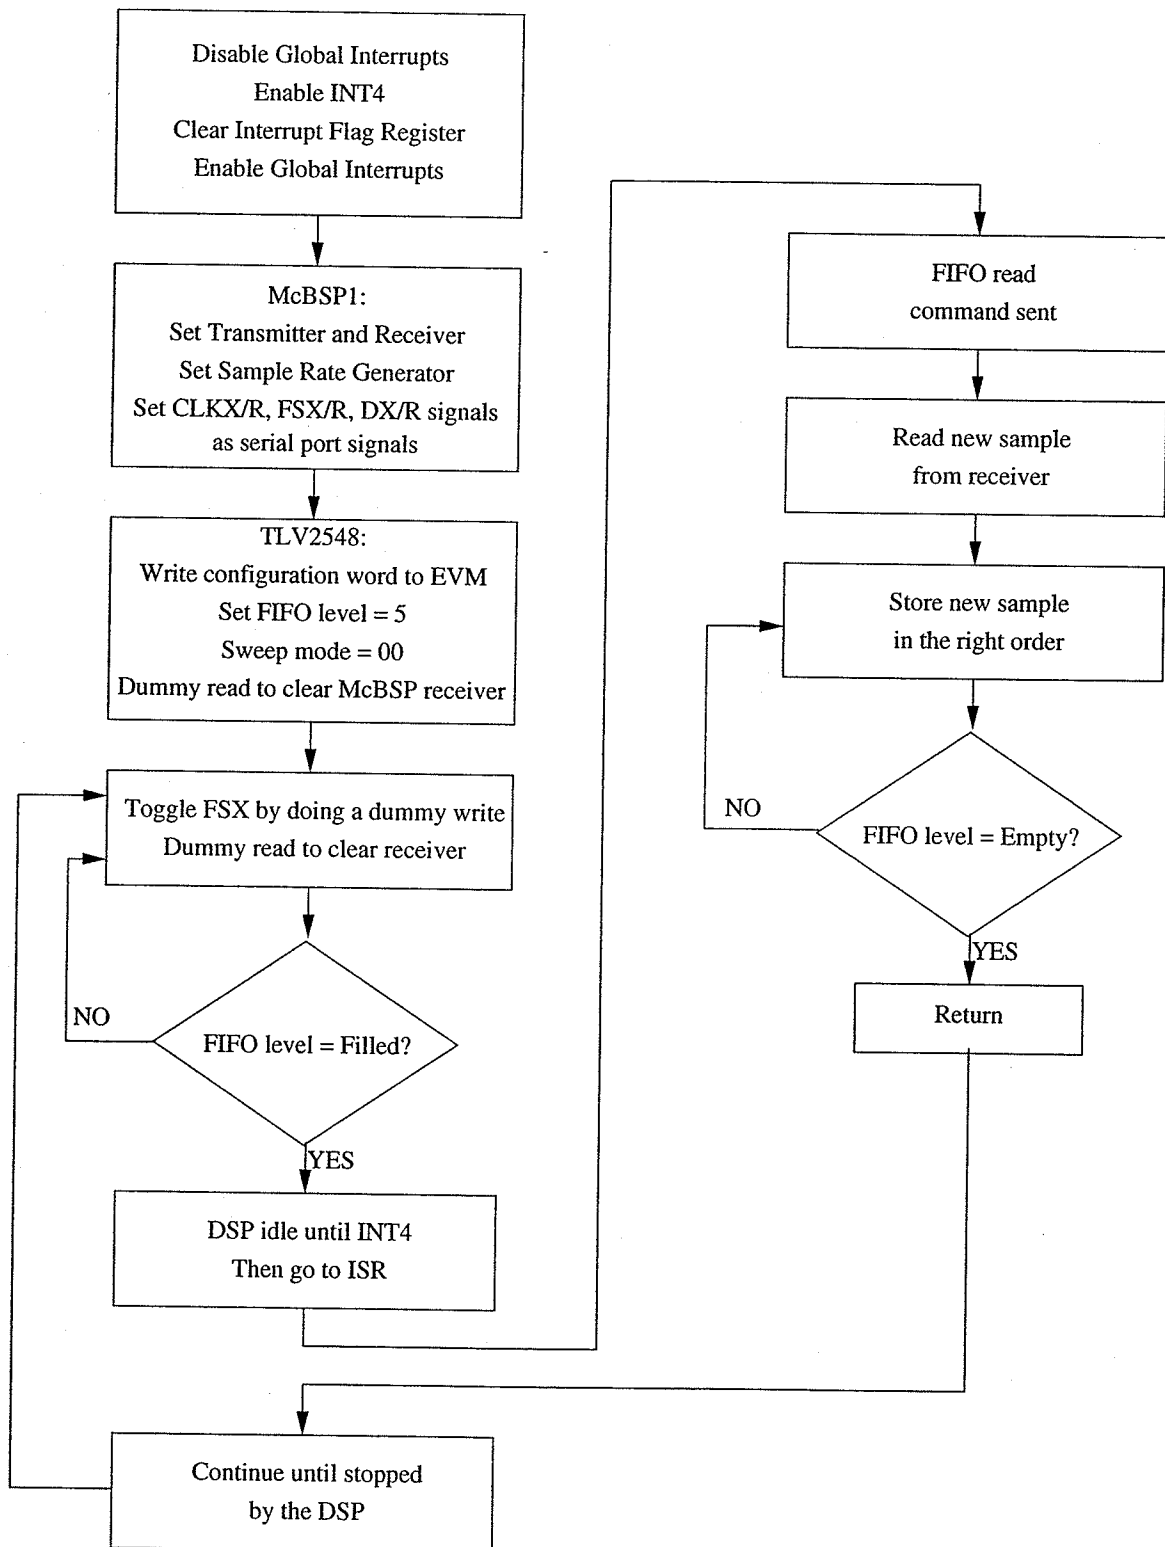 Disable Global Interrupts
Enable INT4
Clear Interrupt Flag Register
Enable Global Interrupts
McBSP1:
Set Transmitter and Receiver
Set Sample Rate Generator
Set CLKX/R, FSX/R, DX/R signals
as serial port signals
TLV2548:
Write configuration word to EVM
Set FIFO level = 5
Sweep mode = 00
Dummy read to clear McBSP receiver
Toggle FSX by doing a dummy write
Dummy read to clear receiver
NO
FIFO level = Filled?
YES
DSP idle until INT4
Then go to ISR
FIFO read
command sent
Read new sample
from receiver
Store new sample
in the right order
NO
FIFO level = Empty?
YES
Return
Continue until stopped
by the DSP